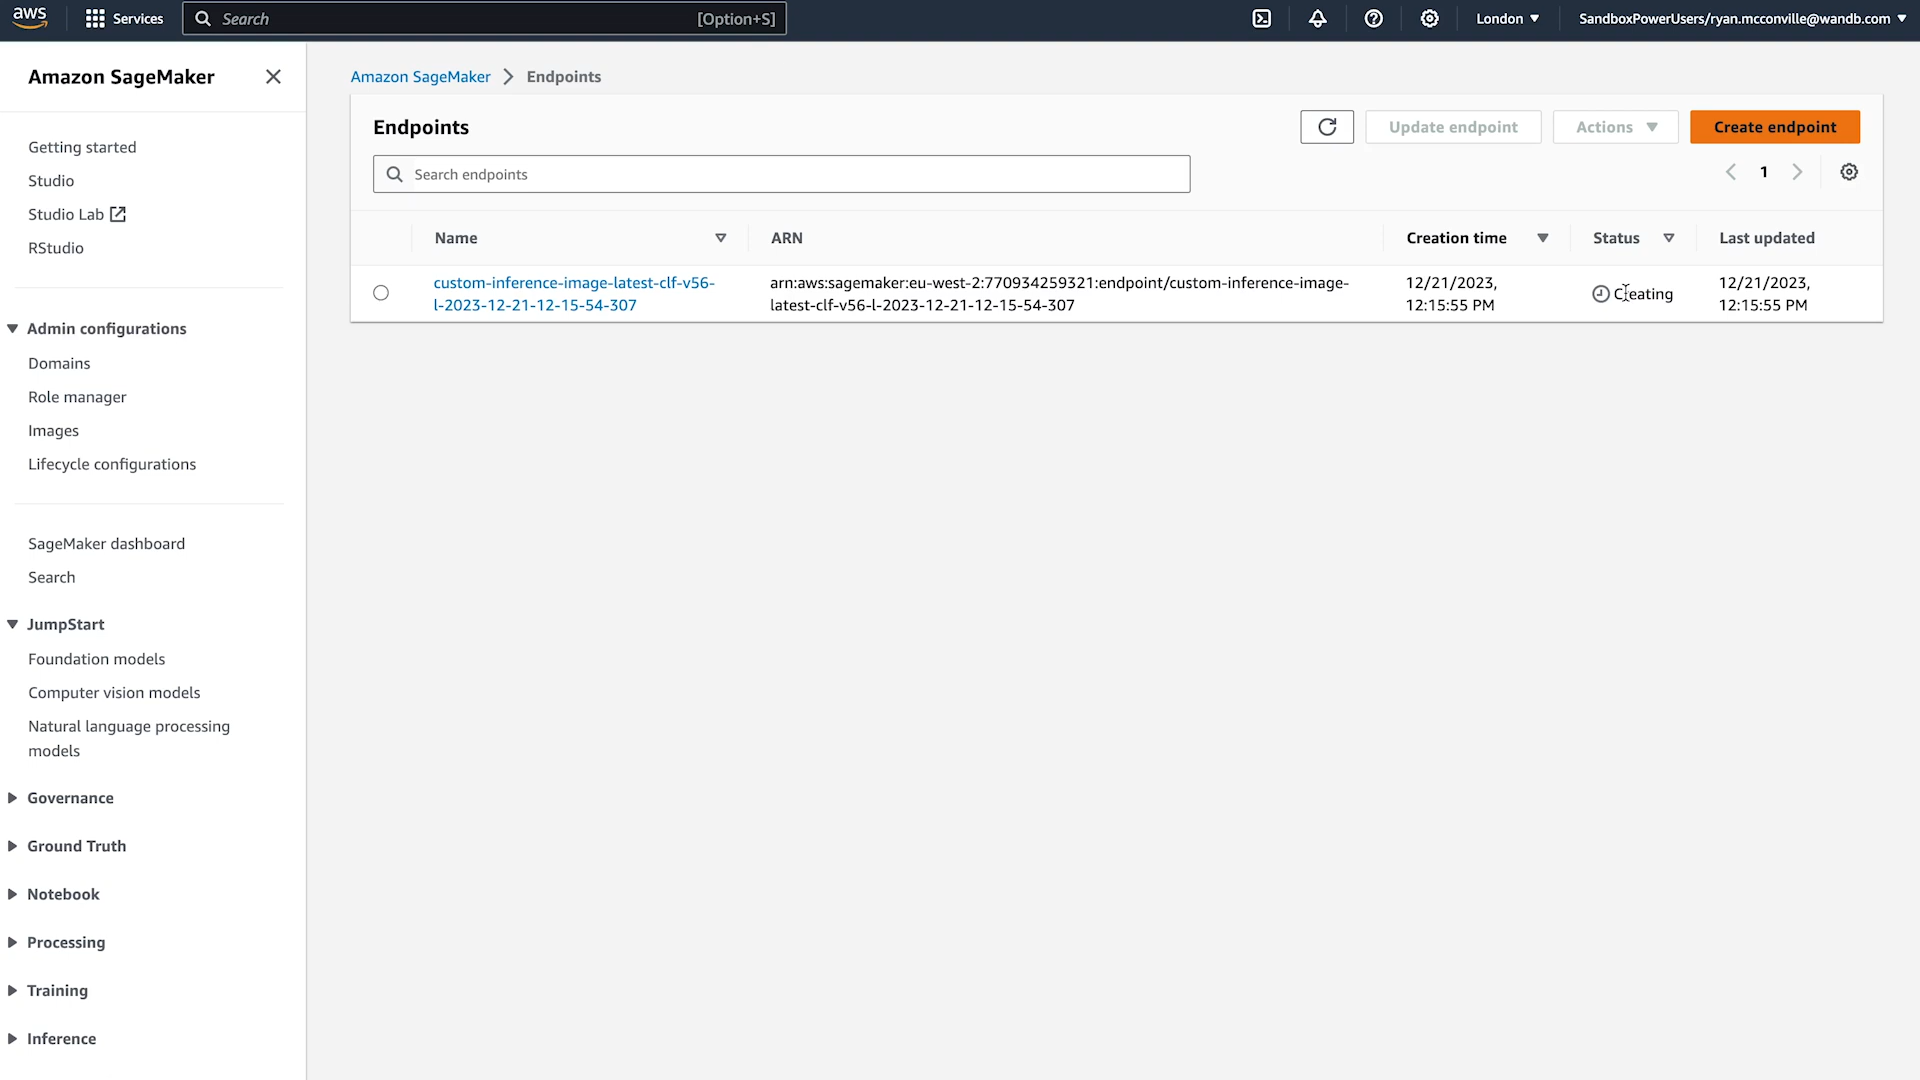 aws
Services
Search
[Option+S]
London
SandboxPowerUsers/ryan.mcconville@wandb.com
Amazon SageMaker
Getting started
Studio
Studio Lab
RStudio
Admin configurations
Domains
Role manager
Images
Lifecycle configurations
SageMaker dashboard
Search
JumpStart
Foundation models
Computer vision models
Natural language processing
models
Governance
Ground Truth
Notebook
Processing
Training
Inference
Amazon SageMaker > Endpoints
Endpoints
Update endpoint
Actions
Create endpoint
Search endpoints
1
Name
ARN
Creation time
Status
Last updated
custom-inference-image-latest-clf-v56-
l-2023-12-21-12-15-54-307
arn:aws:sagemaker:eu-west-2:770934259321:endpoint/custom-inference-image-
latest-clf-v56-l-2023-12-21-12-15-54-307
12/21/2023,
12:15:55 PM
Creating
12/21/2023,
12:15:55 PM